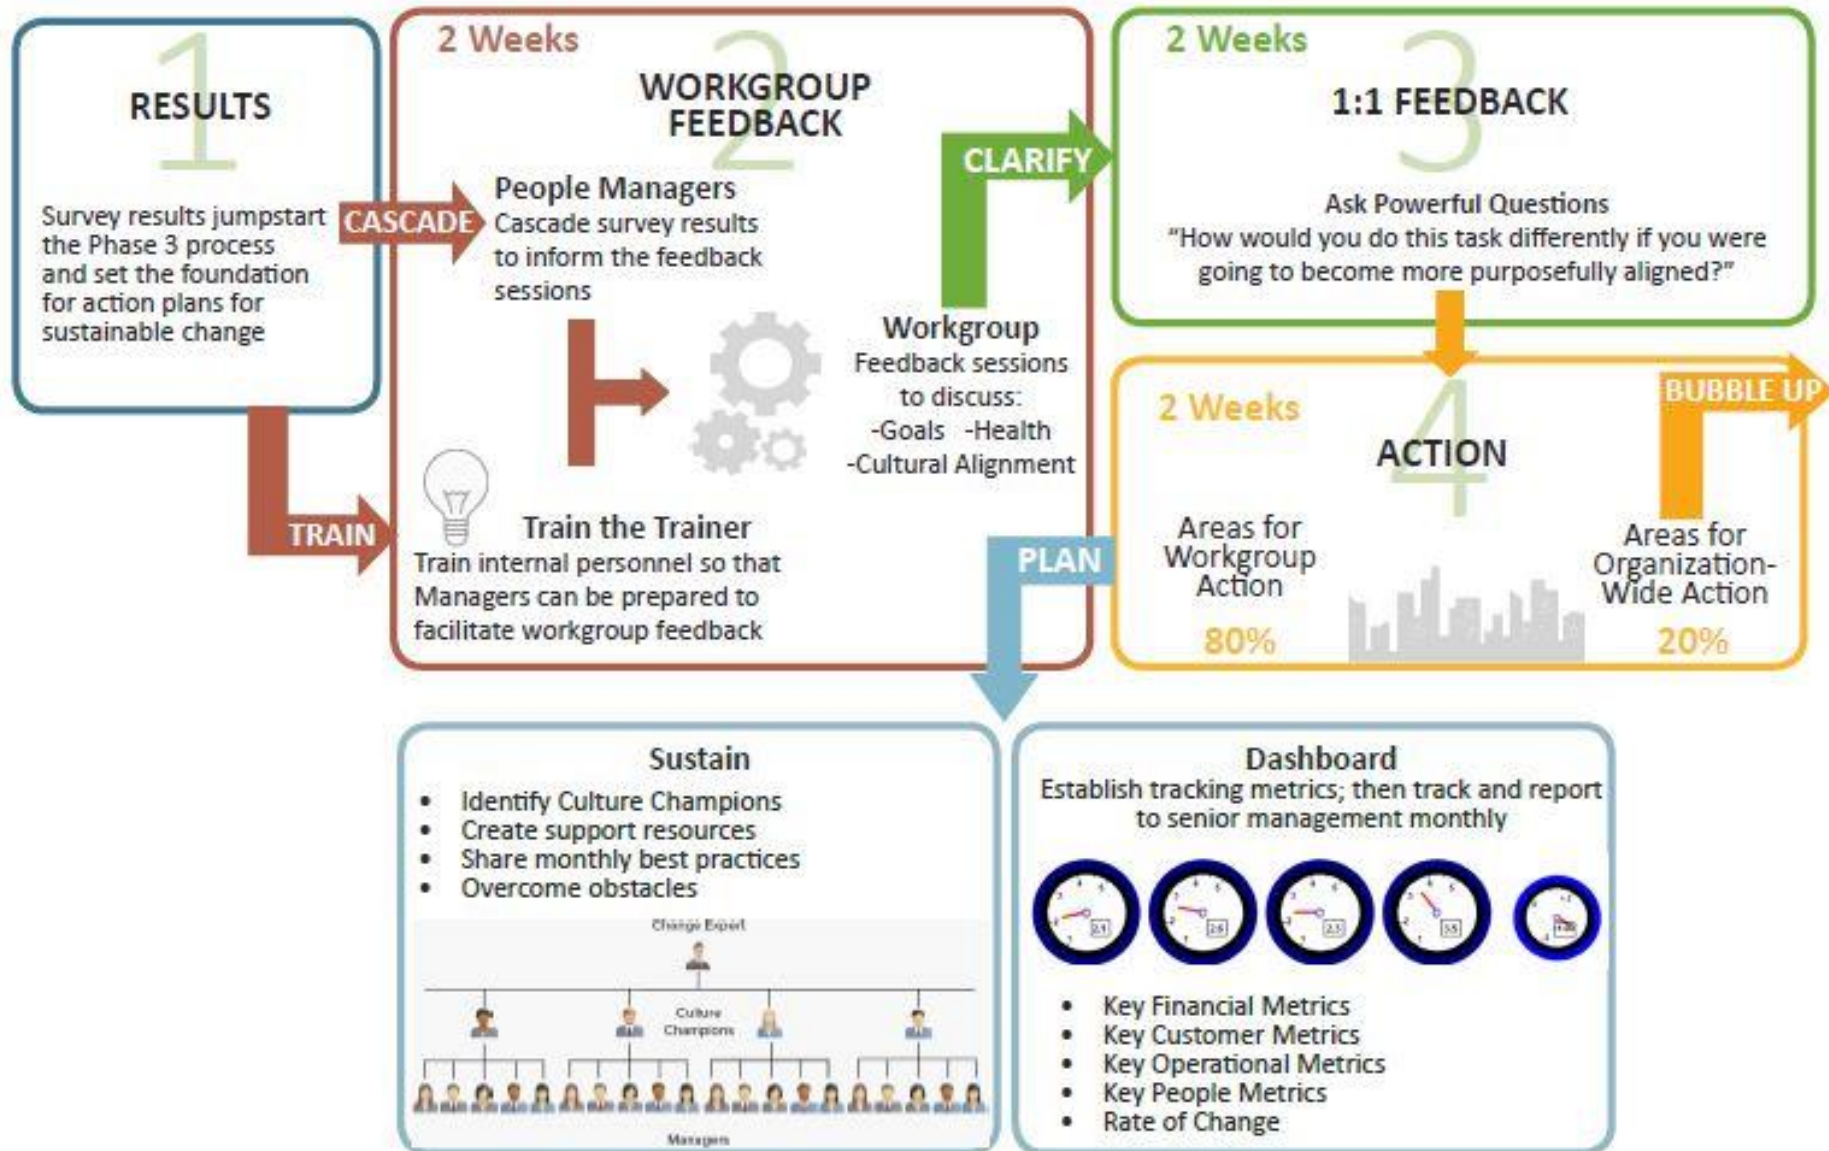 1
RESULTS
Survey results jumpstart
the Phase 3 process
and set the foundation
for action plans for
sustainable change
CASCADE
TRAIN
2 Weeks
2
WORKGROUP
FEEDBACK
People Managers
Cascade survey results
to inform the feedback
sessions
Train the Trainer
Train internal personnel so that
Managers can be prepared to
facilitate workgroup feedback
Workgroup
Feedback sessions
to discuss:
-Goals -Health
-Cultural Alignment
CLARIFY
2 Weeks
3
1:1 FEEDBACK
Ask Powerful Questions
“How would you do this task differently if you were
going to become more purposefully aligned?”
2 Weeks
4
ACTION
BUBBLE UP
Areas for
Workgroup
Action
80%
Areas for
Organization-
Wide Action
20%
PLAN
Sustain
• Identify Culture Champions
• Create support resources
• Share monthly best practices
• Overcome obstacles
Change Expert
Culture
Champions
Managers
Dashboard
Establish tracking metrics; then track and report
to senior management monthly
• Key Financial Metrics
• Key Customer Metrics
• Key Operational Metrics
• Key People Metrics
• Rate of Change